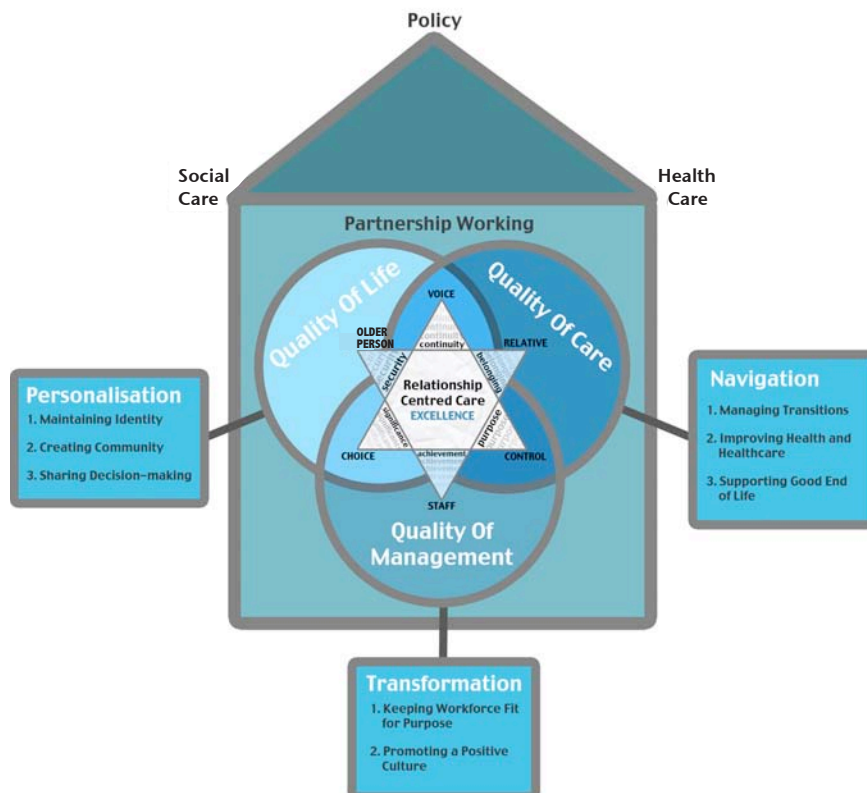 Policy
Social
Care
Health
Care
Partnership Working
Quality Of Life
Quality Of Care
VOICE
OLDER
PERSON
RELATIVE
continuity
security
belonging
Relationship
Centred Care
EXCELLENCE
significance
purpose
achievement
CHOICE
CONTROL
STAFF
Quality Of
Management
Personalisation
1. Maintaining Identity
2. Creating Community
3. Sharing Decision-making
Navigation
1. Managing Transitions
2. Improving Health and
Healthcare
3. Supporting Good End
of Life
Transformation
1. Keeping Workforce Fit
for Purpose
2. Promoting a Positive
Culture